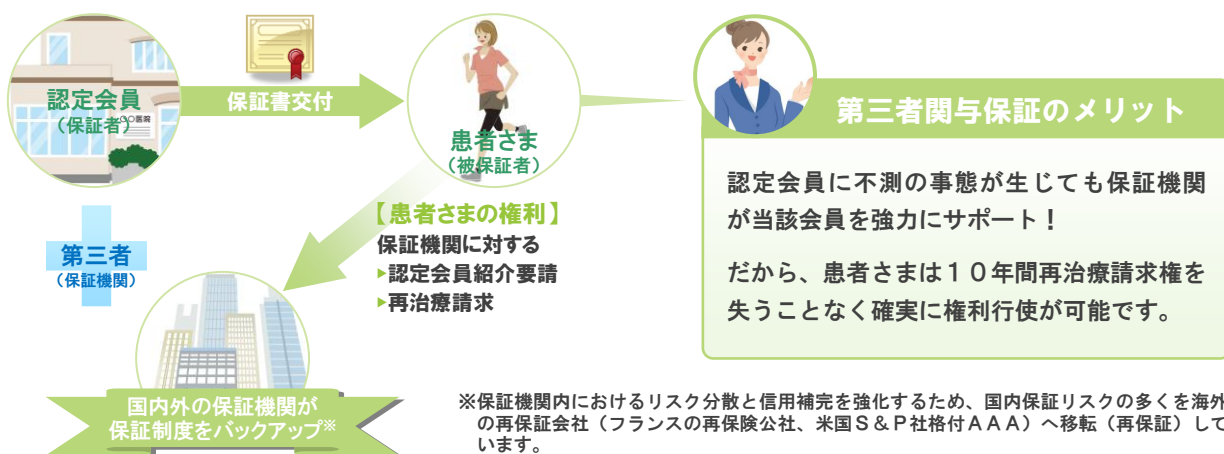 認定会員
(保証者)
〇〇医院
保証書交付
患者さま
(被保証者)
第三者関与保証のメリット
認定会員に不測の事態が生じても保証機関
が当該会員を強力にサポート!
だから、患者さまは10年間再治療請求権を
失うことなく確実に権利行使が可能です。
第三者
(保証機関)
【患者さまの権利】
保証機関に対する
▶認定会員紹介要請
▶再治療請求
国内外の保証機関が
保証制度をバックアップ※
※保証機関内におけるリスク分散と信用補完を強化するため、国内保証リスクの多くを海外
の再保証会社(フランスの再保険公社、米国S&P社格付AAA)へ移転(再保証)して
います。